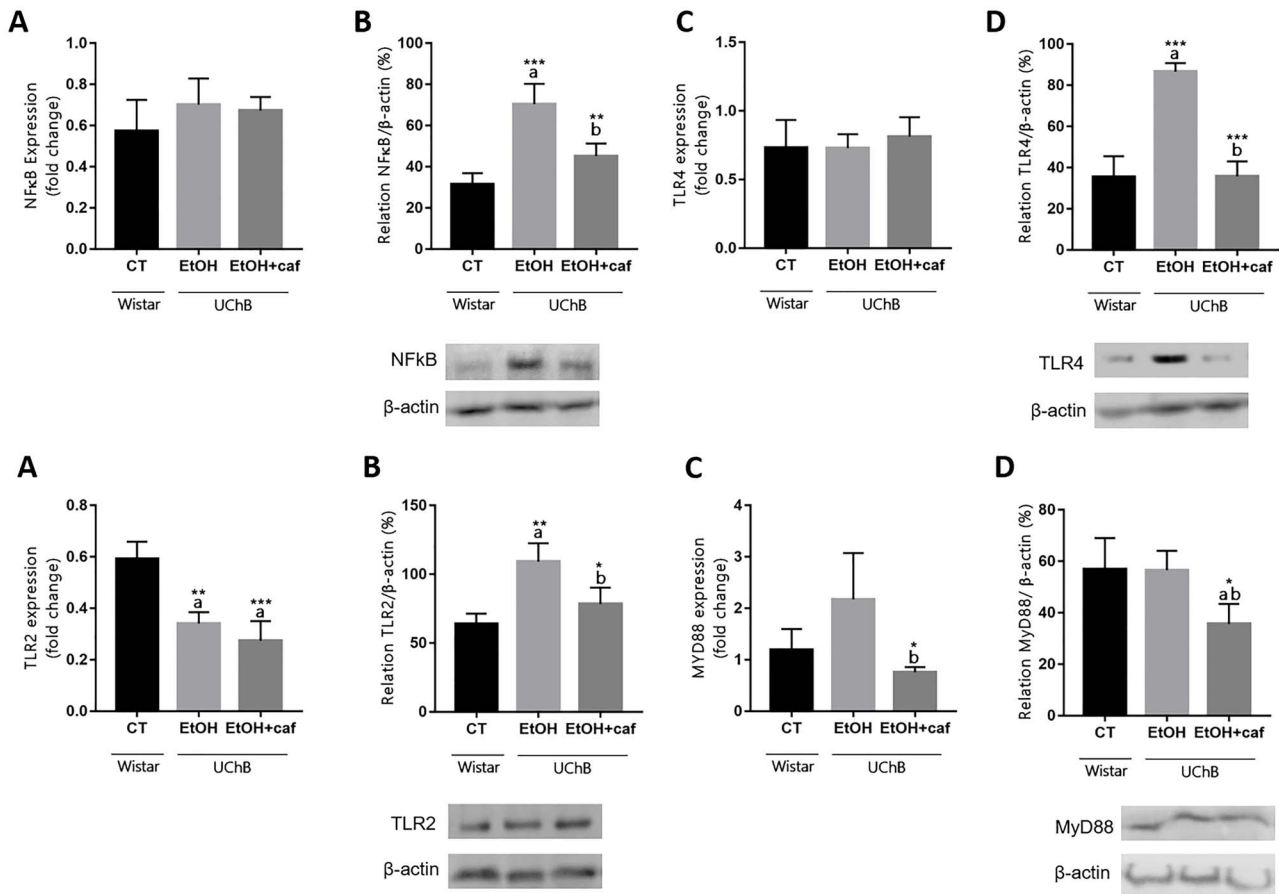 A
NFκB Expression
(fold change)
0.8
0.6
0.4
0.2
0.0
CT EtOH EtOH+caf
Wistar UChB
B
Relation NFκB/β-actin (%)
100
80
60
40
20
0
***
a
**
b
CT EtOH EtOH+caf
Wistar UChB
NFkB
β-actin
C
TLR4 expression
(fold change)
1.5
1.0
0.5
0.0
CT EtOH EtOH+caf
Wistar UChB
D
Relation TLR4/β-actin (%)
100
80
60
40
20
0
***
a
***
b
CT EtOH EtOH+caf
Wistar UChB
TLR4
β-actin
A
TLR2 expression
(fold change)
0.8
0.6
0.4
0.2
0.0
**
a
***
a
CT EtOH EtOH+caf
Wistar UChB
B
Relation TLR2/β-actin (%)
150
100
50
0
**
a
*
b
CT EtOH EtOH+caf
Wistar UChB
TLR2
β-actin
C
MYD88 expression
(fold change)
4
3
2
1
0
*
b
CT EtOH EtOH+caf
Wistar UChB
D
Relation MyD88/ β-actin (%)
80
60
40
20
0
*
ab
CT EtOH EtOH+caf
Wistar UChB
MyD88
β-actin